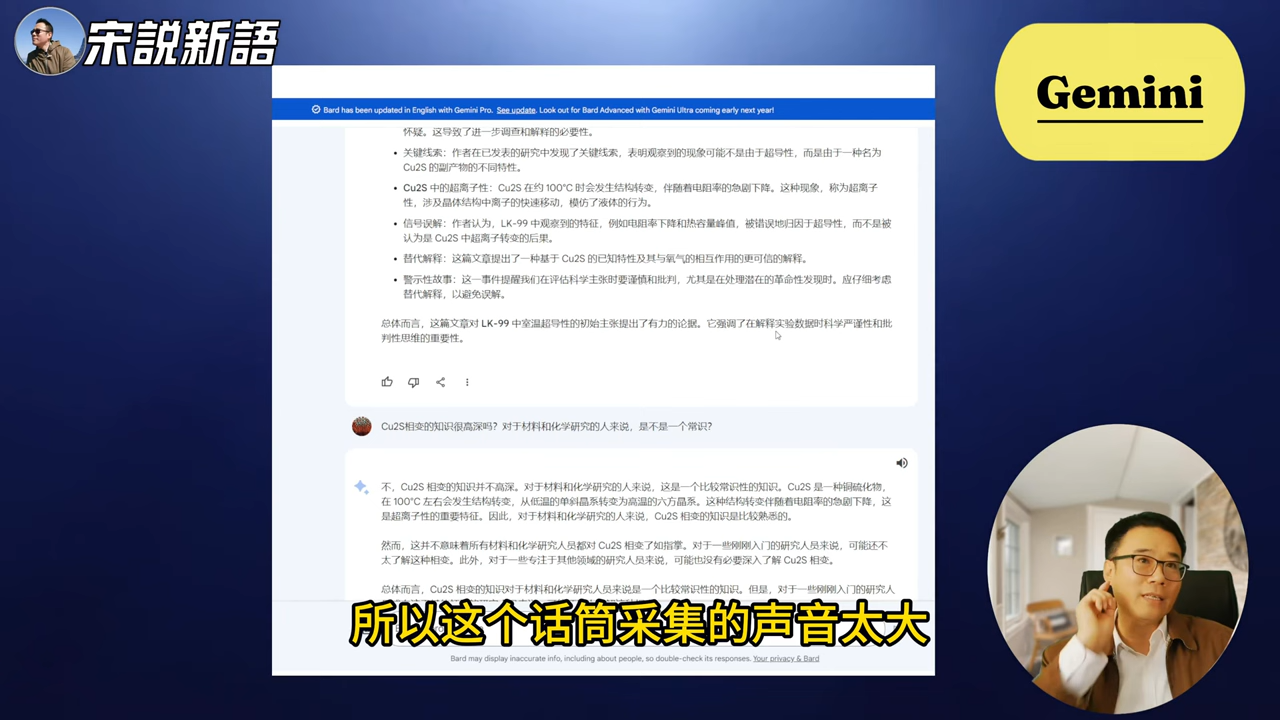 宋説新語
Gemini
Bard has been updated in English with Gemini Pro. See update. Look out for Bard Advanced with Gemini Ultra coming early next year!
怀疑。这导致了进一步调查和解释的必要性。
• 关键线索：作者在已发表的研究中发现了关键线索，表明观察到的现象可能不是由于超导性，而是由于一种名为
Cu2S 的副产物的不同特性。
• Cu2S 中的超离子性：Cu2S 在约 100°C 时会发生结构转变，伴随着电阻率的急剧下降。这种现象，称为超离子
性，涉及晶体结构中离子的快速移动，模仿了液体的行为。
• 信号误解：作者认为，LK-99 中观察到的特征，例如电阻率下降和热容量峰值，被错误地归因于超导性，而不是被
认为是 Cu2S 中超离子转变的后果。
• 替代解释：这篇文章提出了一种基于 Cu2S 的已知特性及其与氧气的相互作用的更可信的解释。
• 警示性故事：这一事件提醒我们在评估科学主张时要谨慎和批判，尤其是在处理潜在的革命性发现时。应仔细考虑
替代解释，以避免误解。
总体而言，这篇文章对 LK-99 中室温超导性的初始主张提出了有力的论据。它强调了在解释实验数据时科学严谨性和批
判性思维的重要性。
Cu2S相变的知识很高深吗？对于材料和化学研究的人来说，是不是一个常识？
不，Cu2S 相变的知识并不高深。对于材料和化学研究的人来说，这是一个比较常识性的知识。Cu2S 是一种铜硫化物，
在 100°C 左右会发生结构转变，从低温的单斜晶系转变为高温的六方晶系。这种结构转变伴随着电阻率的急剧下降，这
是超离子性的重要特征。因此，对于材料和化学研究的人来说，Cu2S 相变的知识是比较熟悉的。
然而，这并不意味着所有材料和化学研究人员都对 Cu2S 相变了如指掌。对于一些刚刚入门的研究人员来说，可能还不
太了解这种相变。此外，对于一些专注于其他领域的研究人员来说，可能也没有必要深入了解 Cu2S 相变。
总体而言，Cu2S 相变的知识对于材料和化学研究人员来说是一个比较常识性的知识。但是，对于一些刚刚入门的研究人
所以这个话筒采集的声音太大
Bard may display inaccurate info, including about people, so double-check its responses. Your privacy & Bard